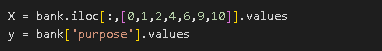 X = bank.iloc[:,[0,1,2,4,6,9,10]].values
y = bank['purpose'].values